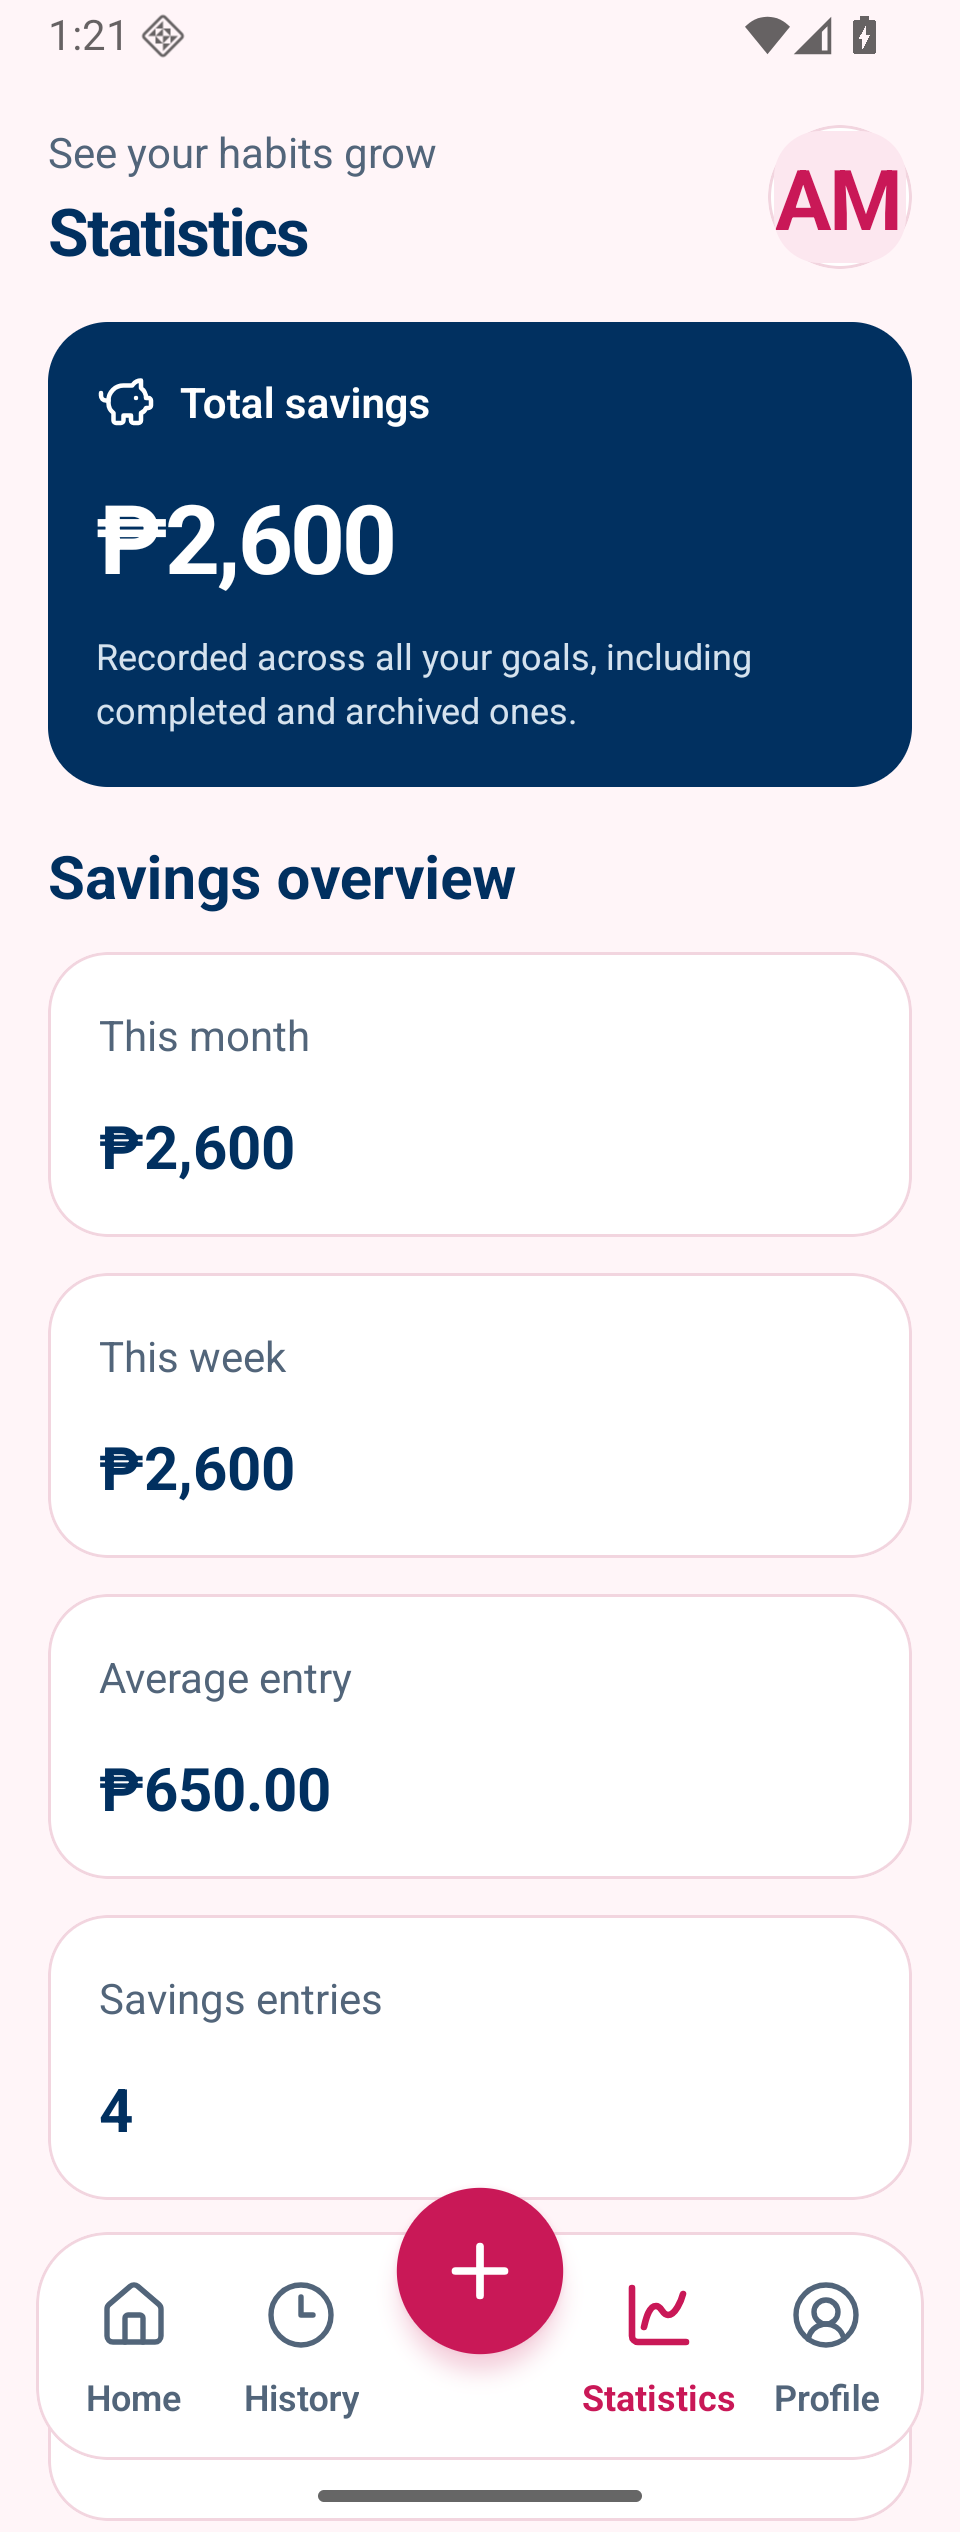 1:21
See your habits grow
Statistics
AM
Total savings
₱2,600
Recorded across all your goals, including
completed and archived ones.
Savings overview
This month
₱2,600
This week
₱2,600
Average entry
₱650.00
Savings entries
4
Home
History
Statistics
Profile